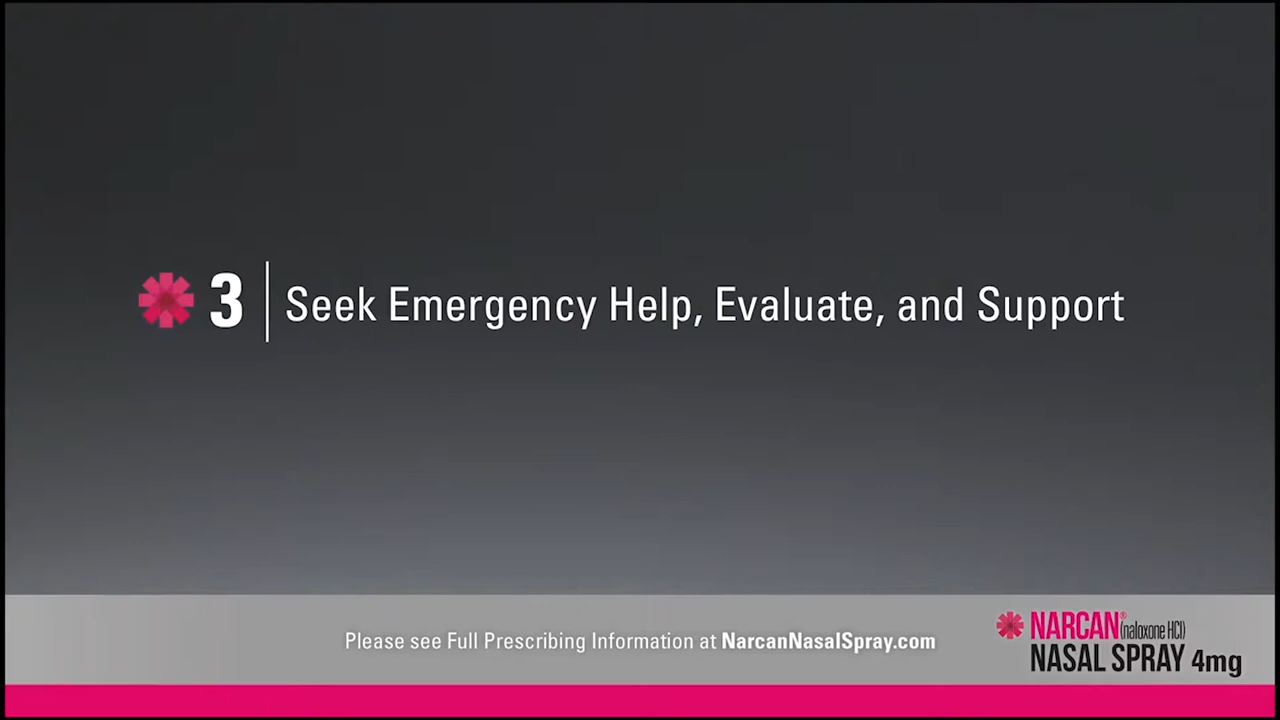 3 Seek Emergency Help, Evaluate, and Support
Please see Full Prescribing Information at NarcanNasalSpray.com
NARCAN® (naloxone HCl)
NASAL SPRAY 4mg